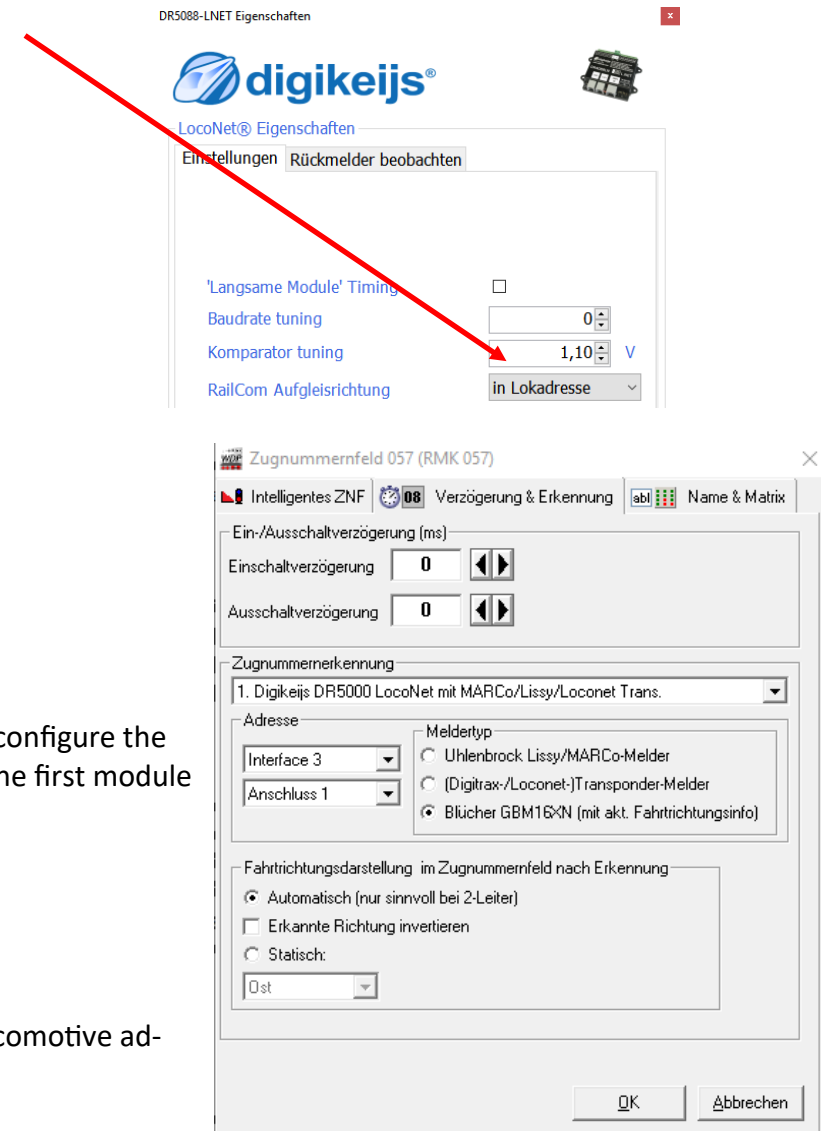 DR5088-LNET Eigenschaften
x
digikeijs®
LocoNet® Eigenschaften
Einstellungen Rückmelder beobachten
'Langsame Module' Timing
Baudrate tuning 0
Komparator tuning 1,10 V
RailCom Aufgleisrichtung in Lokadresse
WDP Zugnummernfeld 057 (RMK 057)
Intelligentes ZNF 08 Verzögerung & Erkennung abl Name & Matrix
Ein-/Ausschaltverzögerung (ms)
Einschaltverzögerung 0
Ausschaltverzögerung 0
Zugnummernerkennung
1. Digikeijs DR5000 LocoNet mit MARCo/Lissy/Loconet Trans.
Adresse
Meldertyp
Interface 3
Uhlenbrock Lissy/MARCo-Melder
Anschluss 1
(Digitrax-/Loconet-)Transponder-Melder
Blücher GBM16XN (mit akt. Fahrtrichtungsinfo)
configure the
ne first module
Fahrtrichtungsdarstellung im Zugnummernfeld nach Erkennung
Automatisch (nur sinnvoll bei 2-Leiter)
Erkannte Richtung invertieren
Statisch:
Ost
comotive ad-
OK Abbrechen